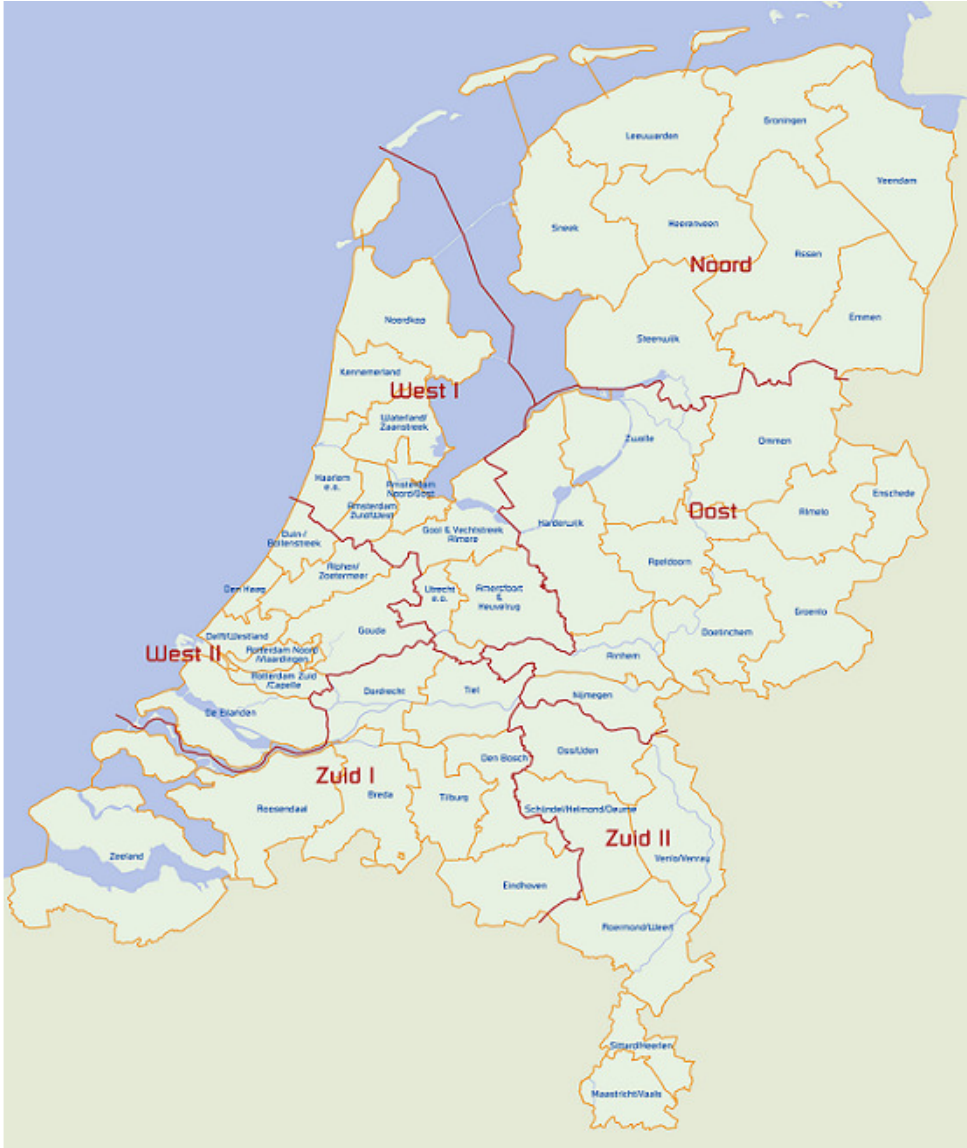 Leeuwarden
Groningen
Veendam
Sneek
Heerenveen
Assen
Noord
Emmen
Noordkop
Steenwijk
Kennemerland
West I
Waterland/
Zaanstreek
Zwolle
Ommen
Haarlem
e.o.
Amsterdam
Noord/Oost
Amsterdam
Zuid/West
Enschede
Almelo
Oost
Harderwijk
Gooi & Vechtstreek
Almere
Duin/
Bollenstreek
Alphen/
Zoetermeer
Apeldoorn
Den Haag
Utrecht
e.o.
Amersfoort
&
Heuvelrug
Groenlo
Doetinchem
Delft/Westland
Gouda
West II
Rotterdam Noord
/Vlaardingen
Arnhem
Rotterdam Zuid
/Capelle
Dordrecht
Tiel
Nijmegen
De Eilanden
Oss/Uden
Den Bosch
Zuid I
Roosendaal
Breda
Tilburg
Schijndel/Helmond/Deurne
Zuid II
Zeeland
Venlo/Venray
Eindhoven
Roermond/Weert
Sittard/Heerlen
Maastricht/Vaals